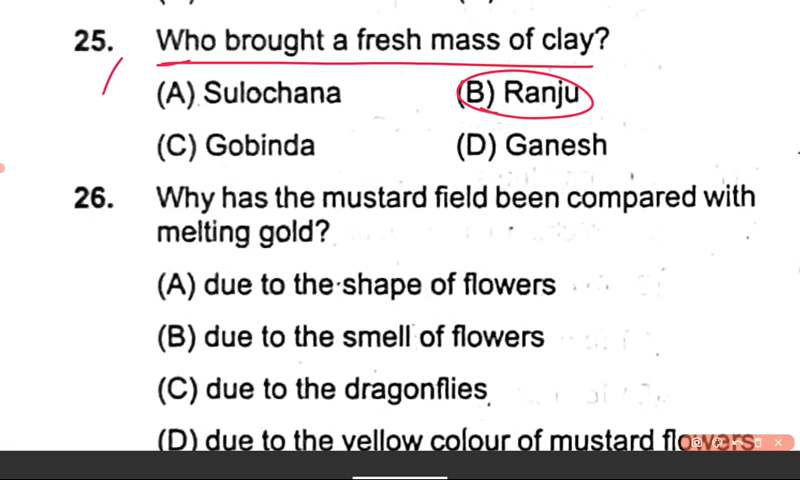 25. Who brought a fresh mass of clay?
(A) Sulochana (B) Ranju
(C) Gobinda (D) Ganesh
26. Why has the mustard field been compared with
melting gold?
(A) due to the shape of flowers
(B) due to the smell of flowers
(C) due to the dragonflies
(D) due to the yellow colour of mustard flowers